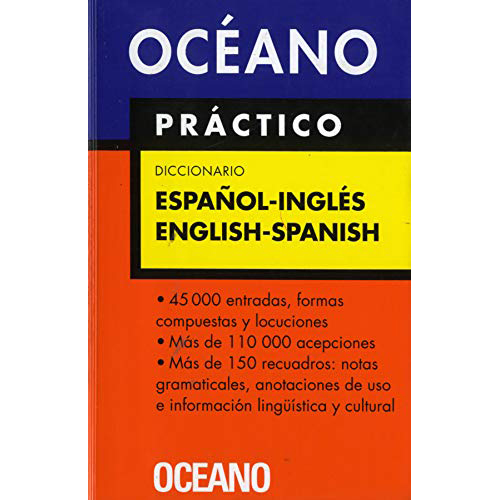 OCÉANO
PRÁCTICO
DICCIONARIO
ESPAÑOL-INGLÉS
ENGLISH-SPANISH
• 45 000 entradas, formas
compuestas y locuciones
• Más de 110 000 acepciones
• Más de 150 recuadros: notas
gramaticales, anotaciones de uso
e información lingüística y cultural
OCEANO